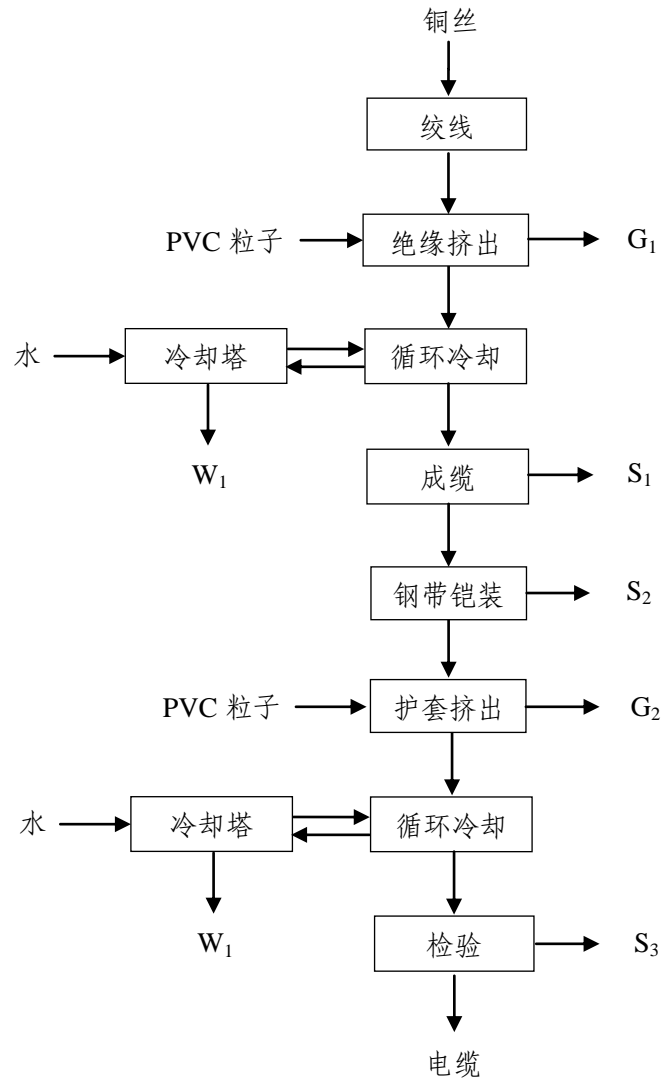 铜丝
绞线
PVC 粒子 绝缘挤出 G₁
水 冷却塔 循环冷却
W₁ 成缆 S₁
钢带铠装 S₂
PVC 粒子 护套挤出 G₂
水 冷却塔 循环冷却
W₁ 检验 S₃
电缆